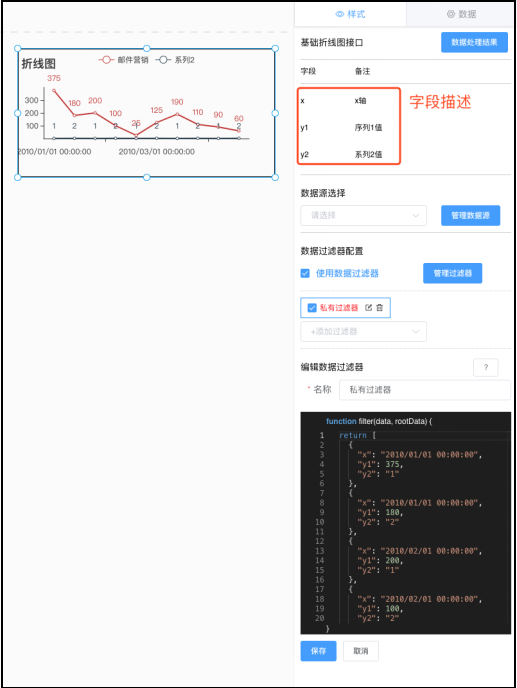 样式
数据
基础折线图接口
数据处理结果
字段 备注
x x轴
y1 序列1值
y2 系列2值
字段描述
折线图
邮件营销 系列2
375
180 200 100 25 125 190 110 90 60
300
200
100
1 2 1 2 1 2 1 2 1 2
2010/01/01 00:00:00 2010/03/01 00:00:00
数据源选择
请选择
管理数据源
数据过滤器配置
使用数据过滤器
管理过滤器
私有过滤器
+添加过滤器
编辑数据过滤器
?
* 名称 私有过滤器
function filter(data, rootData) {
1 return [
2 {
3 "x": "2010/01/01 00:00:00",
4 "y1": 375,
5 "y2": "1"
6 },
7 {
8 "x": "2010/01/01 00:00:00",
9 "y1": 180,
10 "y2": "2"
11 },
12 {
13 "x": "2010/02/01 00:00:00",
14 "y1": 200,
15 "y2": "1"
16 },
17 {
18 "x": "2010/02/01 00:00:00",
19 "y1": 100,
20 "y2": "2"
}
保存
取消